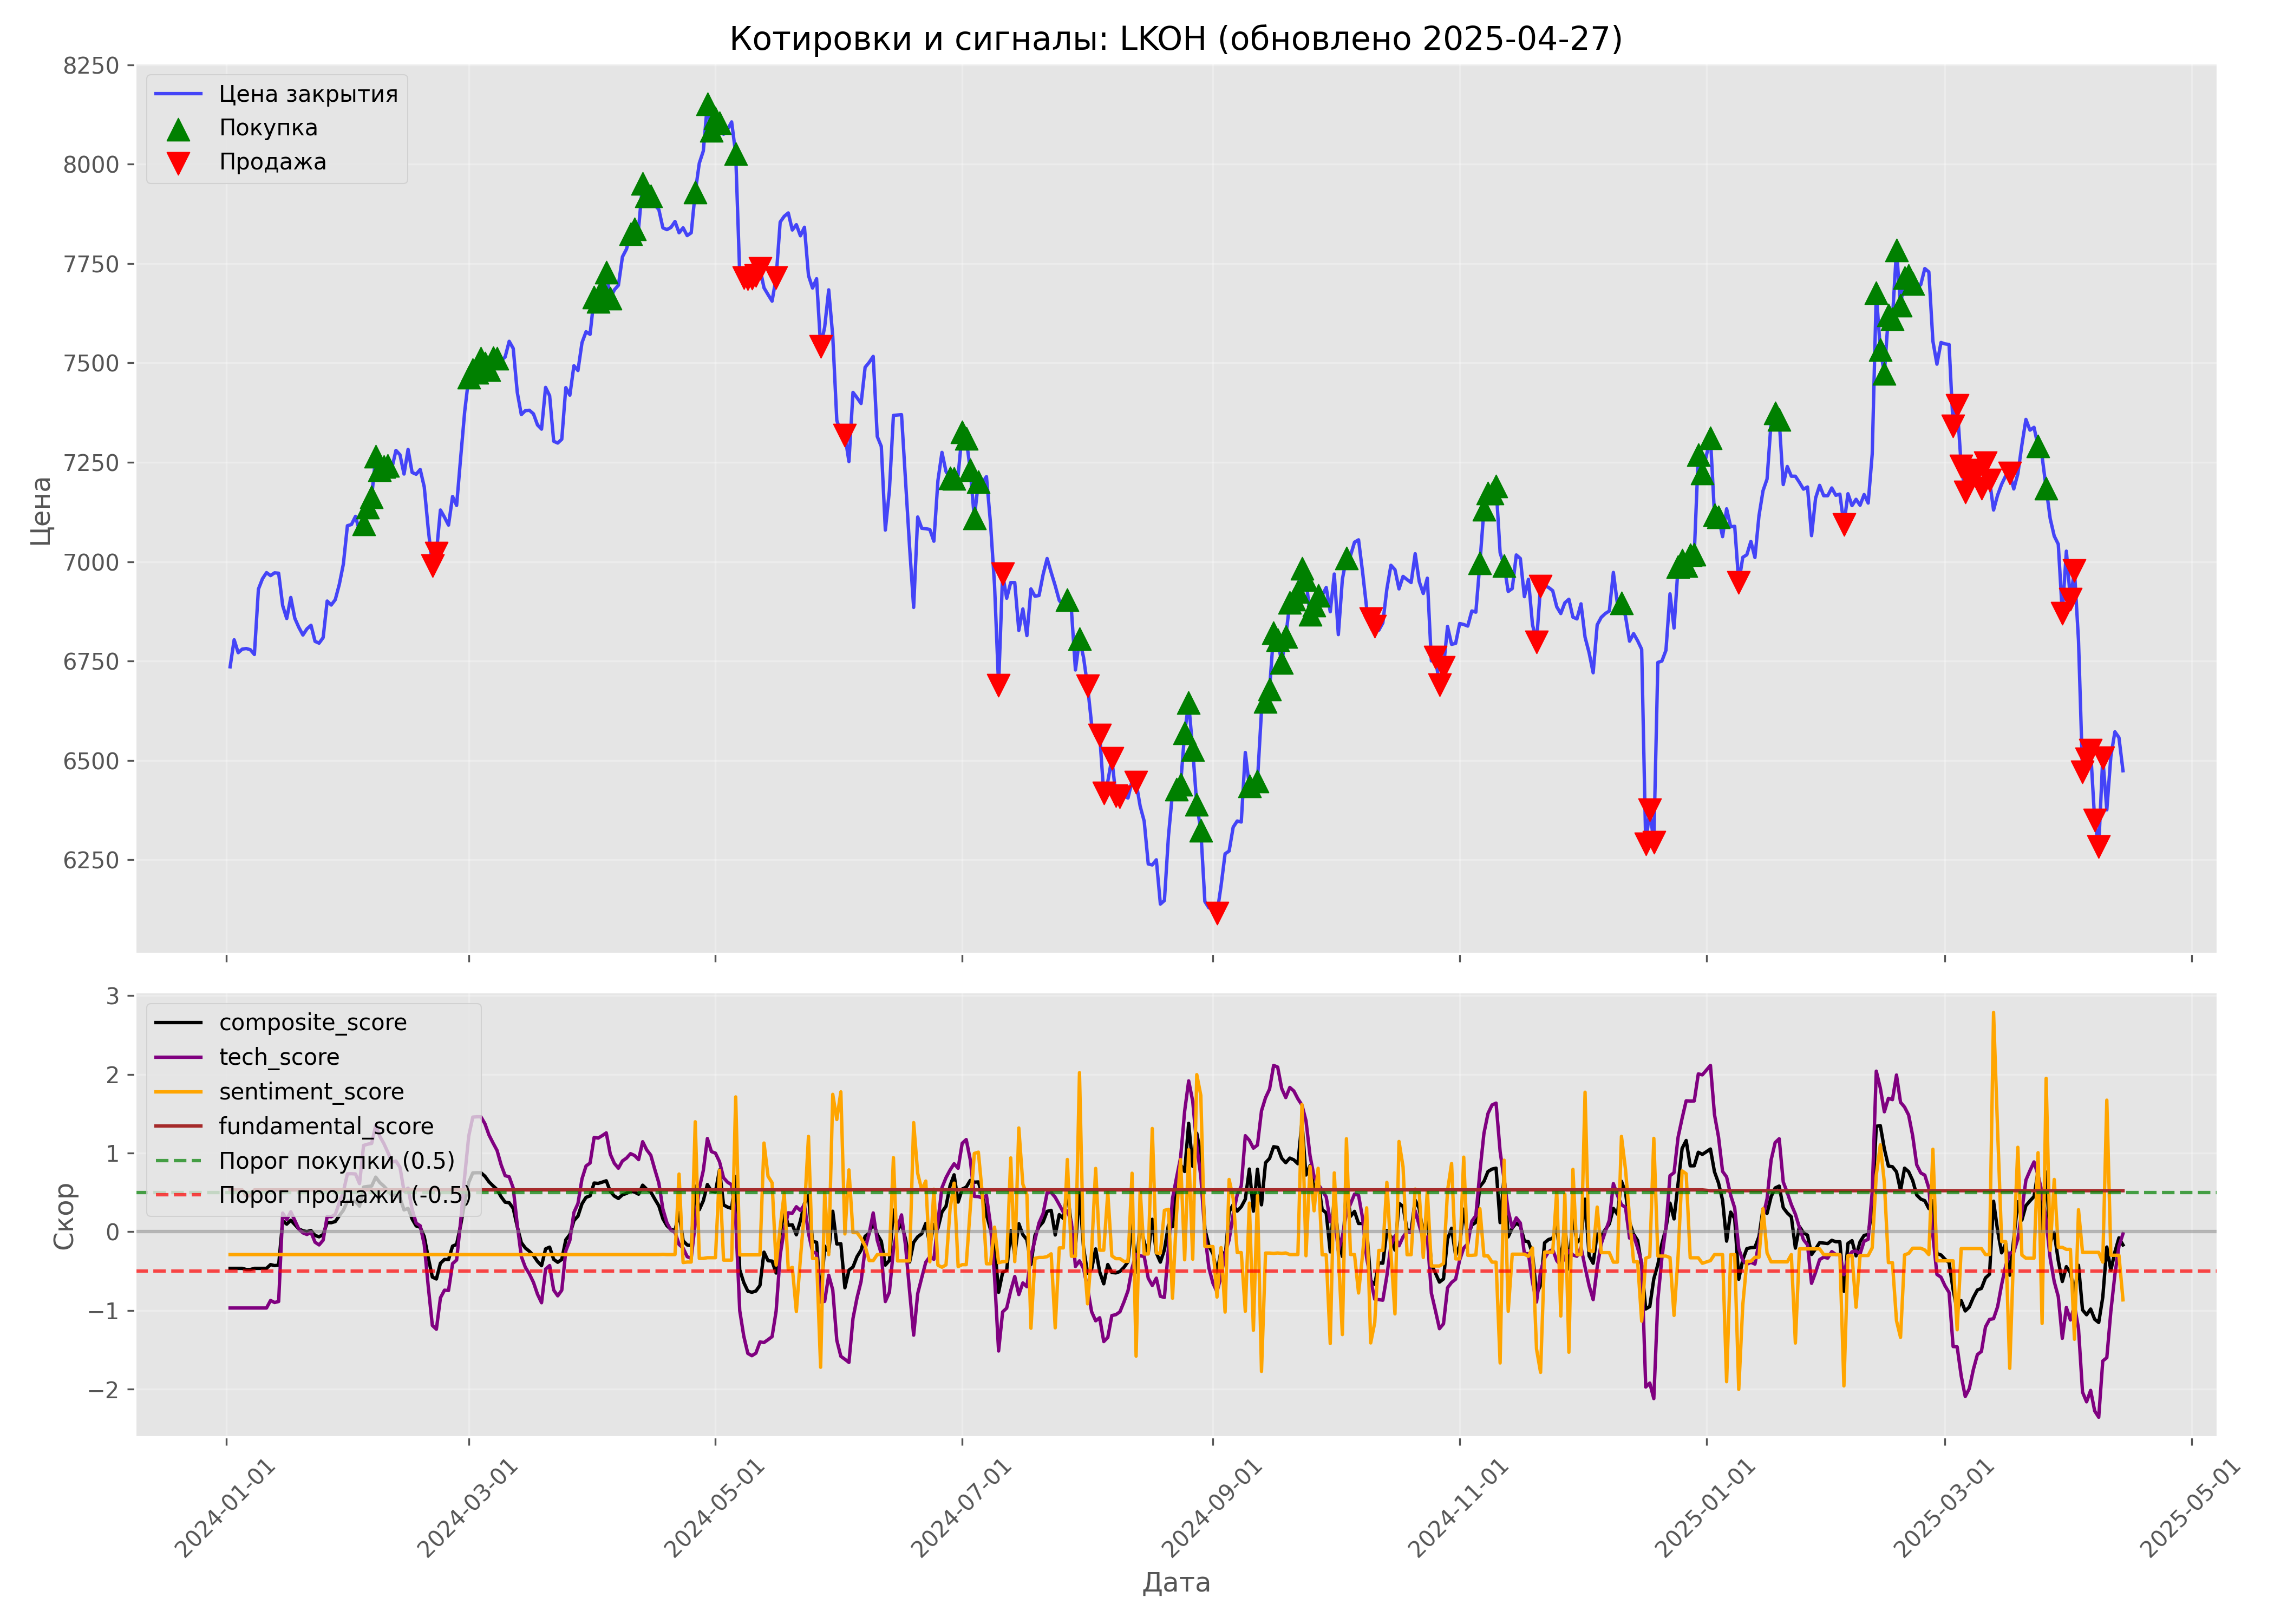 Котировки и сигналы: LKOH (обновлено 2025-04-27)
8250
8000
7750
7500
7250
7000
6750
6500
6250
Цена
Цена закрытия
Покупка
Продажа
3
2
1
0
−1
−2
Скор
composite_score
tech_score
sentiment_score
fundamental_score
Порог покупки (0.5)
Порог продажи (-0.5)
2024-01-01
2024-03-01
2024-05-01
2024-07-01
2024-09-01
2024-11-01
2025-01-01
2025-03-01
2025-05-01
Дата